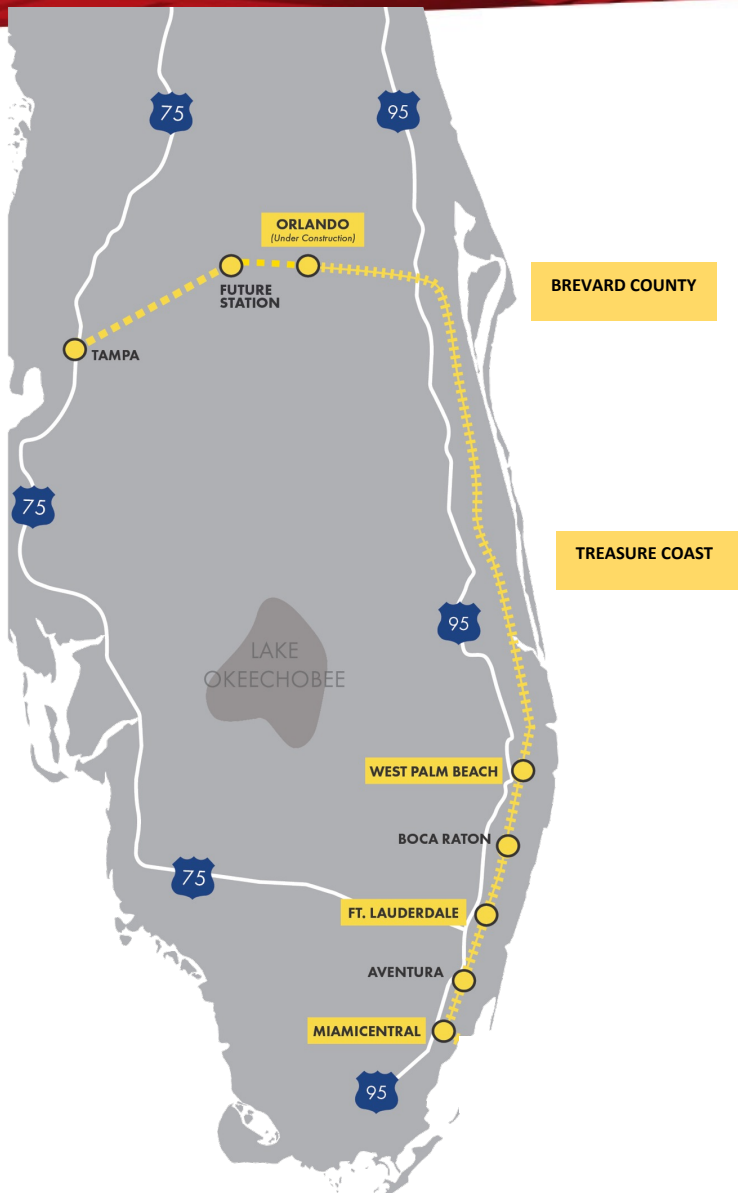 75
95
ORLANDO
(Under Construction)
BREVARD COUNTY
FUTURE
STATION
TAMPA
75
TREASURE COAST
95
LAKE
OKEECHOBEE
WEST PALM BEACH
BOCA RATON
75
FT. LAUDERDALE
AVENTURA
MIAMICENTRAL
95